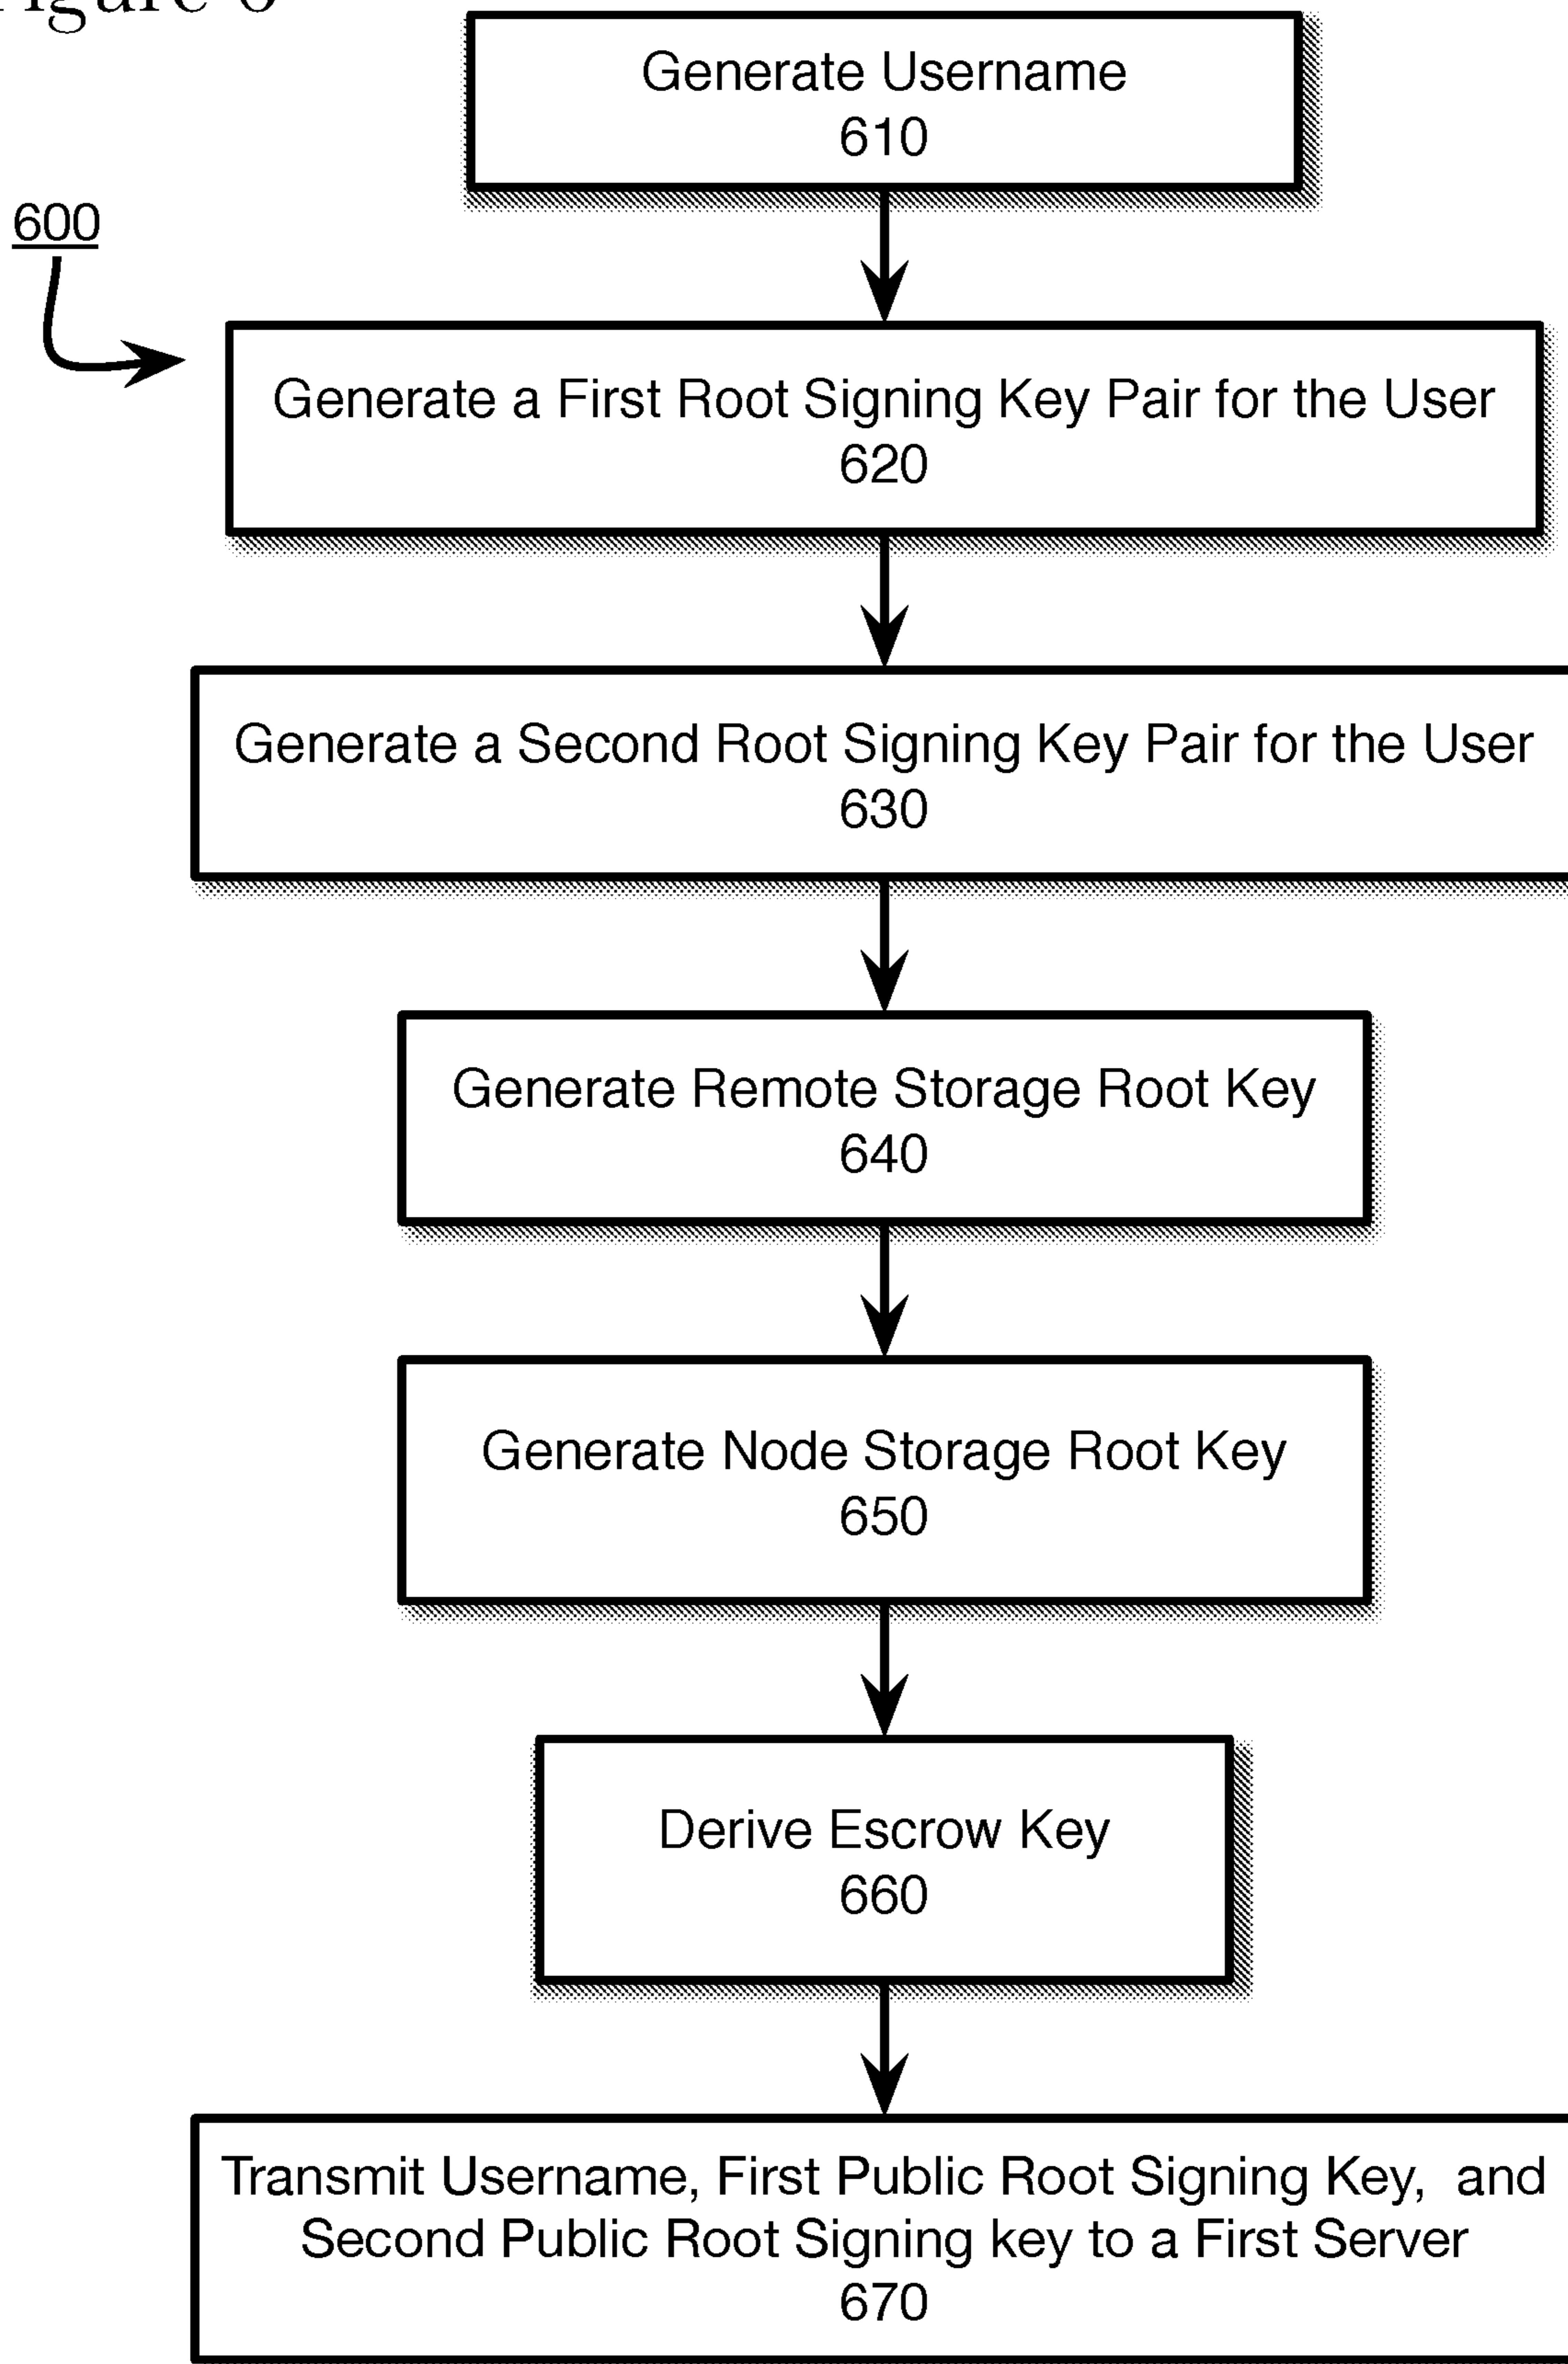 Figure 6
Generate Username
610
600
Generate a First Root Signing Key Pair for the User
620
Generate a Second Root Signing Key Pair for the User
630
Generate Remote Storage Root Key
640
Generate Node Storage Root Key
650
Derive Escrow Key
660
Transmit Username, First Public Root Signing Key, and
Second Public Root Signing key to a First Server
670